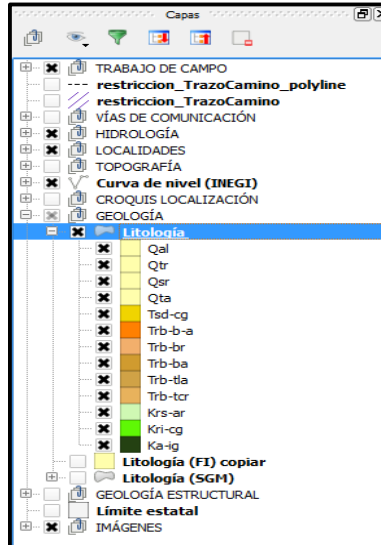 Capas
TRABAJO DE CAMPO
restriccion_TrazoCamino_polyline
restriccion_TrazoCamino
VÍAS DE COMUNICACIÓN
HIDROLOGÍA
LOCALIDADES
TOPOGRAFÍA
Curva de nivel (INEGI)
CROQUIS LOCALIZACIÓN
GEOLOGÍA
Litología
Qal
Qtr
Qsr
Qta
Tsd-cg
Trb-b-a
Trb-br
Trb-ba
Trb-tla
Trb-tcr
Krs-ar
Kri-cg
Ka-ig
Litología (FI) copiar
Litología (SGM)
GEOLOGÍA ESTRUCTURAL
Límite estatal
IMÁGENES